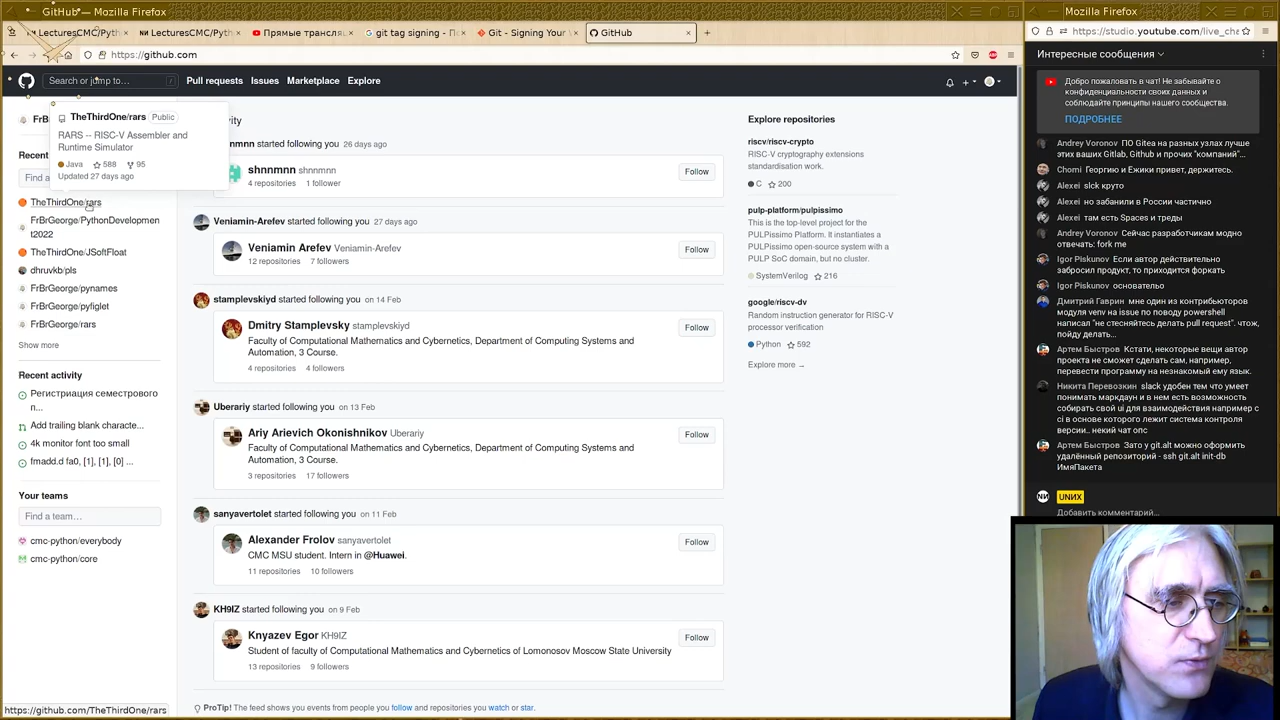 GitHub — Mozilla Firefox
LecturesCMC/Pyth
LecturesCMC/Pyth
Прямые трансляц
git tag signing - Го
Git - Signing Your W
GitHub
https://github.com
Search or jump to…
/
Pull requests
Issues
Marketplace
Explore
TheThirdOne/rars
Public
RARS -- RISC-V Assembler and
Runtime Simulator
Java
588
95
Updated 27 days ago
Recent
Find a
TheThirdOne/rars
FrBrGeorge/PythonDevelopmen
t2022
TheThirdOne/JSoftFloat
dhruvkb/pls
FrBrGeorge/pynames
FrBrGeorge/pyfiglet
FrBrGeorge/rars
Show more
Recent activity
Регистриация семестрового
п...
Add trailing blank characte...
4k monitor font too small
fmadd.d fa0, [1], [1], [0] ...
Your teams
Find a team…
cmc-python/everybody
cmc-python/core
https://github.com/TheThirdOne/rars
ivity
nmnn started following you 26 days ago
shnnmnn shnnmnn
4 repositories 1 follower
Follow
Veniamin-Arefev started following you 27 days ago
Veniamin Arefev Veniamin-Arefev
12 repositories 7 followers
Follow
stamplevskiyd started following you on 14 Feb
Dmitry Stamplevsky stamplevskiyd
Faculty of Computational Mathematics and Cybernetics, Department of Computing Systems and
Automation, 3 Course.
4 repositories 4 followers
Follow
Uberariy started following you on 13 Feb
Ariy Arievich Okonishnikov Uberariy
Faculty of Computational Mathematics and Cybernetics, Department of Computing Systems and
Automation, 3 Course.
3 repositories 17 followers
Follow
sanyavertolet started following you on 11 Feb
Alexander Frolov sanyavertolet
CMC MSU student. Intern in @Huawei.
11 repositories 10 followers
Follow
KH9IZ started following you on 9 Feb
Knyazev Egor KH9IZ
Student of faculty of Computational Mathematics and Cybernetics of Lomonosov Moscow State University
13 repositories 9 followers
Follow
ProTip! The feed shows you events from people you follow and repositories you watch or star.
Explore repositories
riscv/riscv-crypto
RISC-V cryptography extensions
standardisation work.
C 200
pulp-platform/pulpissimo
This is the top-level project for the
PULPissimo Platform. It instantiates a
PULPissimo open-source system with a
PULP SoC domain, but no cluster.
SystemVerilog 216
google/riscv-dv
Random instruction generator for RISC-V
processor verification
Python 592
Explore more →
Mozilla Firefox
https://studio.youtube.com/live_cha
Интересные сообщения
Добро пожаловать в чат! Не забывайте о
конфиденциальности своих данных и
соблюдайте принципы нашего сообщества.
ПОДРОБНЕЕ
Andrey Voronov ПО Gitea на разных узлах лучше
этих ваших Gitlab, Github и прочих "компаний"...
Chomi Георгию и Ежики привет, держитесь.
Alexei slck круто
Alexei но забанили в России частично
Alexei там есть Spaces и треды
Andrey Voronov Сейчас разработчикам модно
отвечать: fork me
Igor Piskunov Если автор действительно
забросил продукт, то приходится форкать
Igor Piskunov основательо
Дмитрий Гаврин мне один из контрибьюторов
модуля venv на issue по поводу powershell
написал "не стесняйтесь делать pull request". чтож,
пойду делать...
Артем Быстров Кстати, некоторые вещи автор
проекта не сможет сделать сам, например,
перевести программу на незнакомый ему язык.
Никита Перевозкин slack удобен тем что умеет
понимать маркдаун и в нем есть возможность
собирать свой ui для взаимодействия например с
ci в основе которого лежит система контроля
версии.. некий чат опс
Артем Быстров Зато у git.alt можно оформить
удалённый репозиторий - ssh git.alt init-db
ИмяПакета
UNИX
Добавить комментарий...